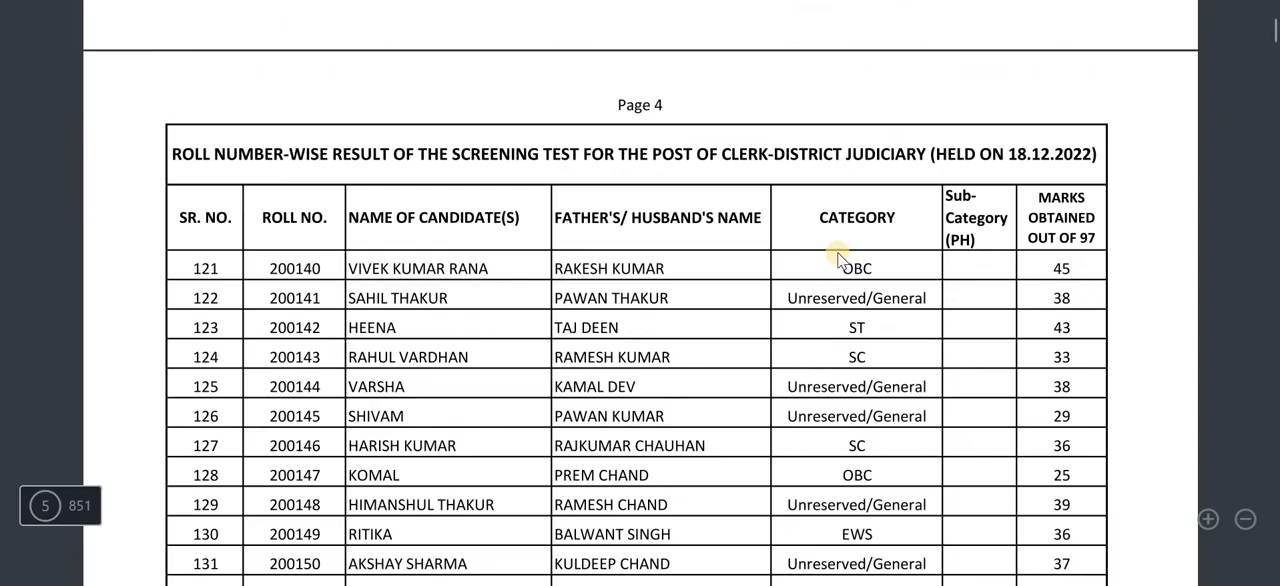 Page 4
ROLL NUMBER-WISE RESULT OF THE SCREENING TEST FOR THE POST OF CLERK-DISTRICT JUDICIARY (HELD ON 18.12.2022)
SR. NO. ROLL NO. NAME OF CANDIDATE(S) FATHER'S/ HUSBAND'S NAME CATEGORY Sub-Category (PH) MARKS OBTAINED OUT OF 97
121 200140 VIVEK KUMAR RANA RAKESH KUMAR OBC 45
122 200141 SAHIL THAKUR PAWAN THAKUR Unreserved/General 38
123 200142 HEENA TAJ DEEN ST 43
124 200143 RAHUL VARDHAN RAMESH KUMAR SC 33
125 200144 VARSHA KAMAL DEV Unreserved/General 38
126 200145 SHIVAM PAWAN KUMAR Unreserved/General 29
127 200146 HARISH KUMAR RAJKUMAR CHAUHAN SC 36
128 200147 KOMAL PREM CHAND OBC 25
129 200148 HIMANSHUL THAKUR RAMESH CHAND Unreserved/General 39
130 200149 RITIKA BALWANT SINGH EWS 36
131 200150 AKSHAY SHARMA KULDEEP CHAND Unreserved/General 37
5 851